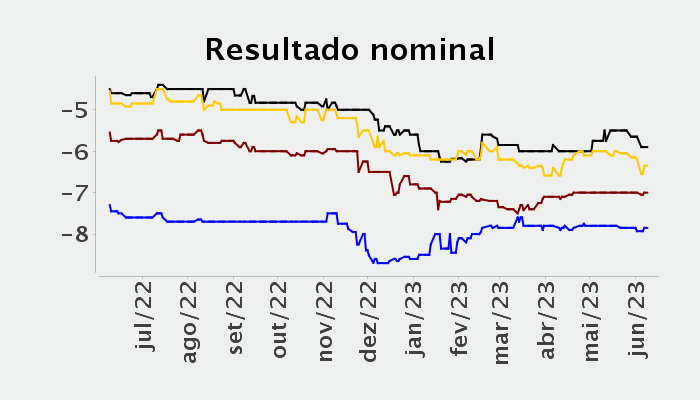 Resultado nominal
−5
−6
−7
−8
jul/22
ago/22
set/22
out/22
nov/22
dez/22
jan/23
fev/23
mar/23
abr/23
mai/23
jun/23